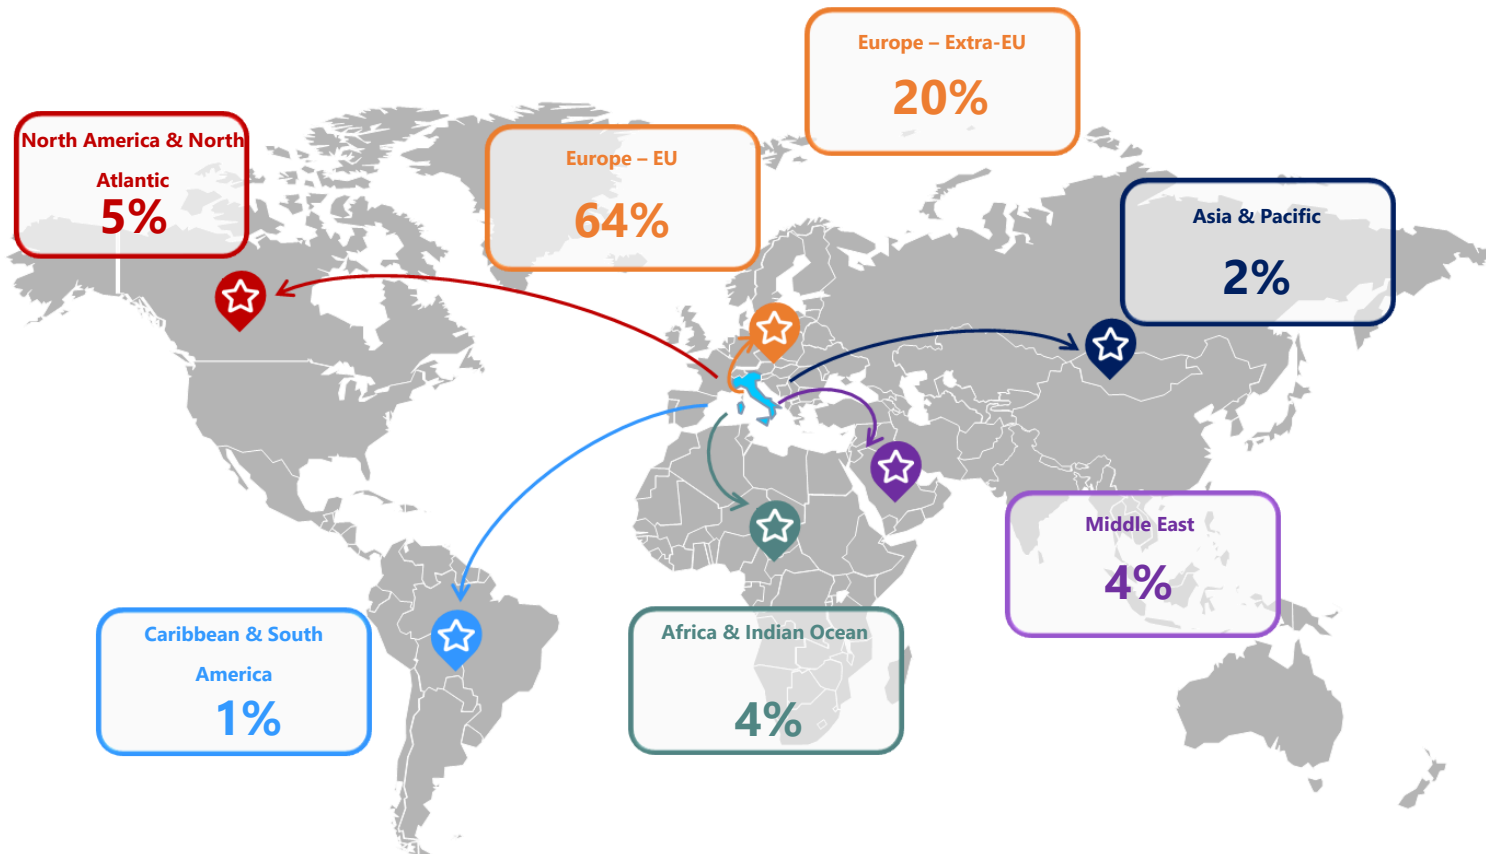 Europe – Extra-EU
20%
North America & North
Atlantic
5%
Europe – EU
64%
Asia & Pacific
2%
Middle East
4%
Caribbean & South
America
1%
Africa & Indian Ocean
4%